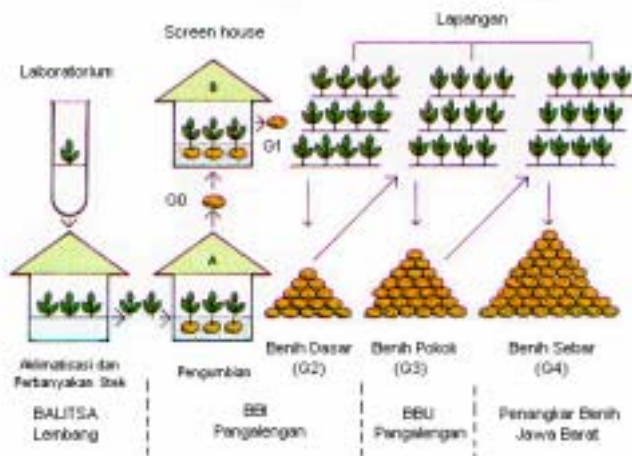 Lapangan
Screen house
Laboratorium
B
G1
G0
A
Aklimatisasi dan
Perbanyakan Stek
Pengumbian
Benih Dasar
(G2)
Benih Pokok
(G3)
Benih Sebar
(G4)
BALITSA
Lembang
BBI
Pangalengan
BBU
Pangalengan
Penangkar Benih
Jawa Barat